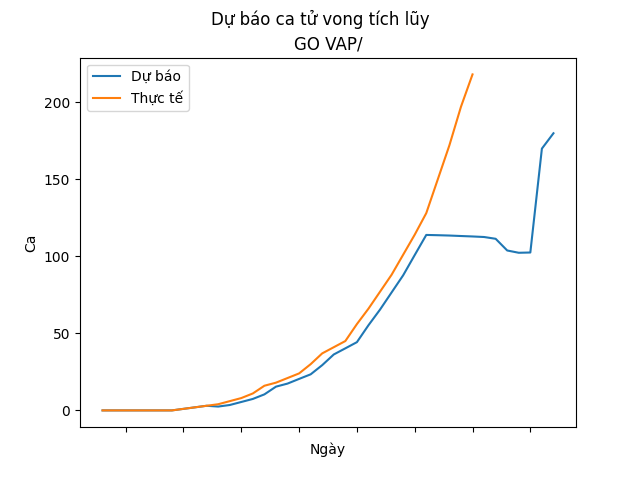 Dự báo ca tử vong tích lũy
GO VAP/
Dự báo
Thực tế
200
150
100
50
0
Ca
Ngày